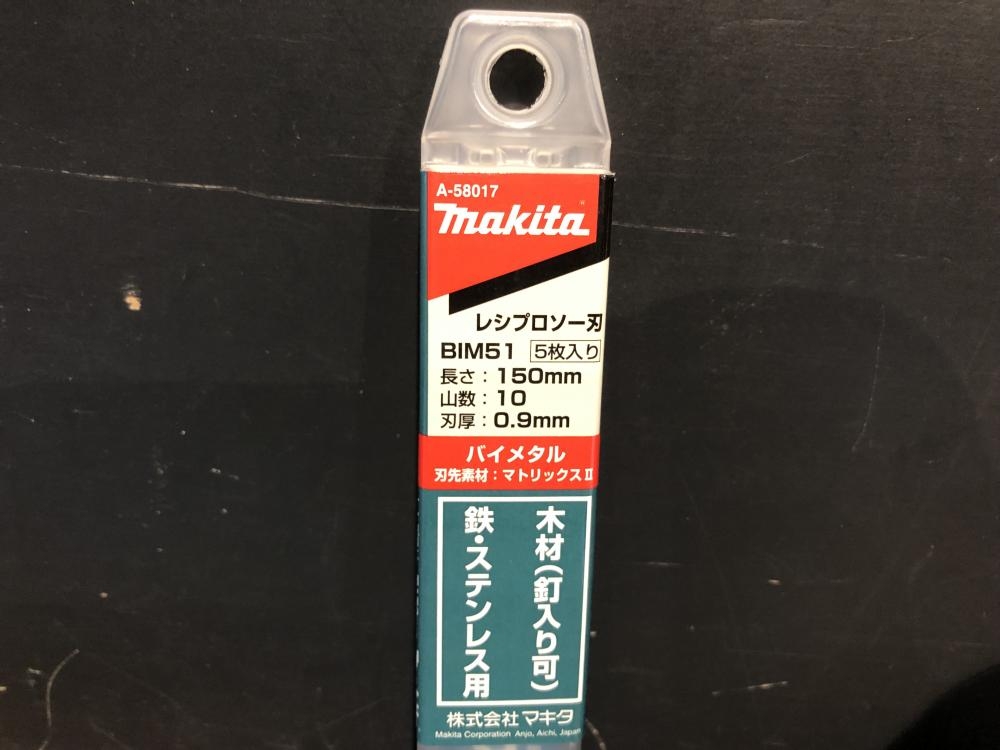 A-58017
makita®
レシプロソー刃
BIM51 5枚入り
長さ：150mm
山数：10
刃厚：0.9mm
バイメタル
刃先素材：マトリックスⅡ
木材(釘入り可)
鉄・ステンレス用
株式会社 マキタ
Makita Corporation Anjo, Aichi, Japan